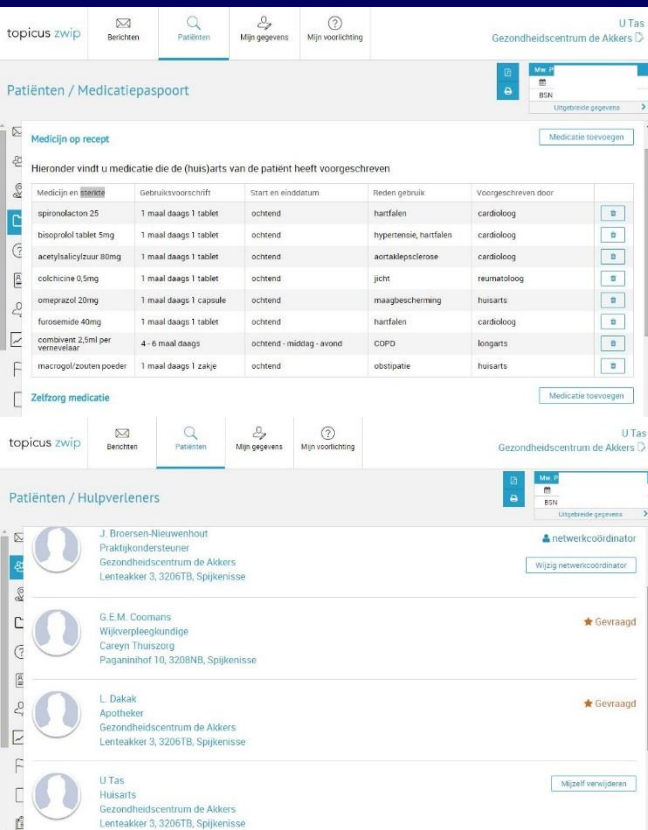 topicus zwip
Berichten
Patiënten
Mijn gegevens
Mijn voorlichting
U Tas
Gezondheidscentrum de Akkers
Patiënten / Medicatiepaspoort
Mw. P
BSN
Uitgebreide gegevens
Medicijn op recept
Medicatie toevoegen
Hieronder vindt u medicatie die de (huis)arts van de patiënt heeft voorgeschreven
Medicijn en sterkte Gebruiksvoorschrift Start en einddatum Reden gebruik Voorgeschreven door
spironolacton 25 1 maal daags 1 tablet ochtend hartfalen cardioloog
bisoprolol tablet 5mg 1 maal daags 1 tablet ochtend hypertensie, hartfalen cardioloog
acetylsalicylzuur 80mg 1 maal daags 1 tablet ochtend aortaklepsclerose cardioloog
colchicine 0,5mg 1 maal daags 1 tablet ochtend jicht reumatoloog
omeprazol 20mg 1 maal daags 1 capsule ochtend maagbescherming huisarts
furosemide 40mg 1 maal daags 1 tablet ochtend hartfalen cardioloog
combivent 2,5ml per vernevelaar 4 - 6 maal daags ochtend - middag - avond COPD longarts
macrogol/zouten poeder 1 maal daags 1 zakje ochtend obstipatie huisarts
Zelfzorg medicatie
Medicatie toevoegen
topicus zwip
Berichten
Patiënten
Mijn gegevens
Mijn voorlichting
U Tas
Gezondheidscentrum de Akkers
Patiënten / Hulpverleners
Mw. P
BSN
Uitgebreide gegevens
J. Broersen-Nieuwenhout
Praktijkondersteuner
Gezondheidscentrum de Akkers
Lenteakker 3, 3206TB, Spijkenisse
netwerkcoördinator
Wijzig netwerkcoördinator
G.E.M. Coomans
Wijkverpleegkundige
Careyn Thuiszorg
Paganinihof 10, 3208NB, Spijkenisse
Gevraagd
L. Dakak
Apotheker
Gezondheidscentrum de Akkers
Lenteakker 3, 3206TB, Spijkenisse
Gevraagd
U Tas
Huisarts
Gezondheidscentrum de Akkers
Lenteakker 3, 3206TB, Spijkenisse
Mijzelf verwijderen